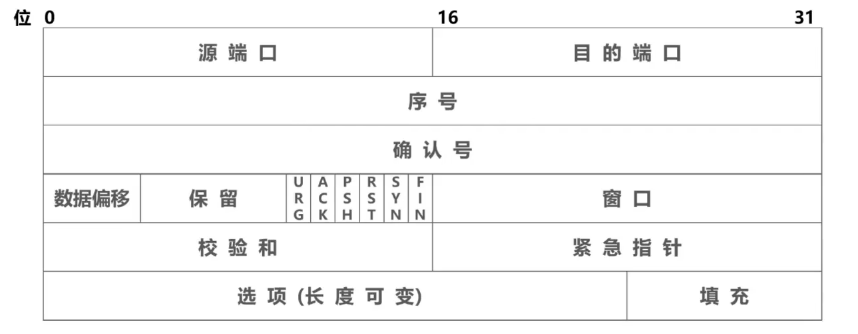 位 0 16 31
源端口 目的端口
序号
确认号
数据偏移 保留 URG ACK PSH RST SYN FIN 窗口
校验和 紧急指针
选项(长度可变) 填充